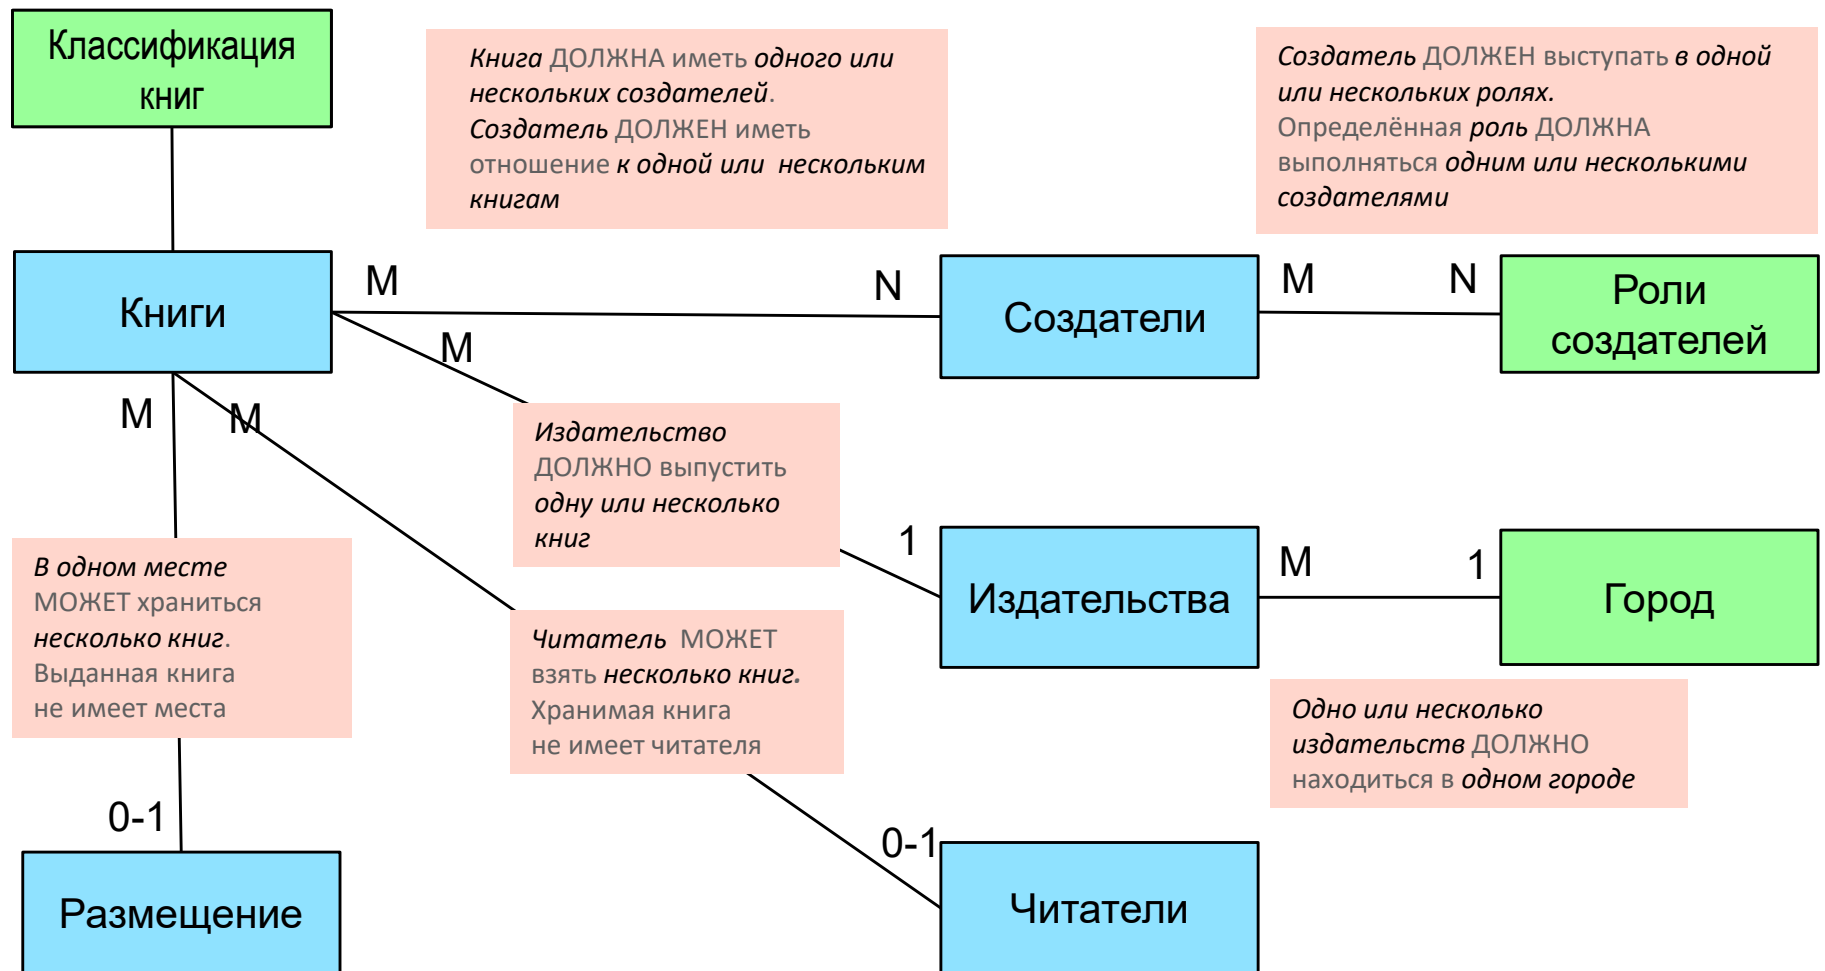 Классификация
книг
Книга ДОЛЖНА иметь одного или
нескольких создателей.
Создатель ДОЛЖЕН иметь
отношение к одной или нескольким
книгам
Создатель ДОЛЖЕН выступать в одной
или нескольких ролях.
Определённая роль ДОЛЖНА
выполняться одним или несколькими
создателями
Книги
M
N
Создатели
M
N
Роли
создателей
M
M
M
Издательство
ДОЛЖНО выпустить
одну или несколько
книг
1
Издательства
M
1
Город
В одном месте
МОЖЕТ храниться
несколько книг.
Выданная книга
не имеет места
Читатель МОЖЕТ
взять несколько книг.
Хранимая книга
не имеет читателя
Одно или несколько
издательств ДОЛЖНО
находиться в одном городе
0-1
0-1
Размещение
Читатели